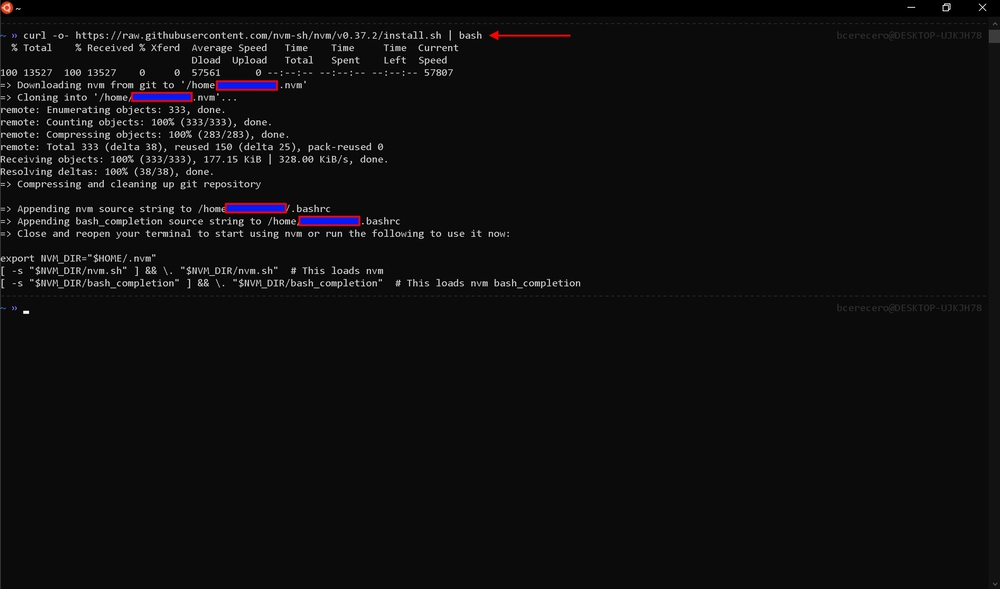 ~
~ » curl -o- https://raw.githubusercontent.com/nvm-sh/nvm/v0.37.2/install.sh | bash bcerecero@DESKTOP-UJKJH78
% Total % Received % Xferd Average Speed Time Time Time Current
Dload Upload Total Spent Left Speed
100 13527 100 13527 0 0 57561 0 --:--:-- --:--:-- --:--:-- 57807
=> Downloading nvm from git to '/home .nvm'
=> Cloning into '/home/ .nvm'...
remote: Enumerating objects: 333, done.
remote: Counting objects: 100% (333/333), done.
remote: Compressing objects: 100% (283/283), done.
remote: Total 333 (delta 38), reused 150 (delta 25), pack-reused 0
Receiving objects: 100% (333/333), 177.15 KiB | 328.00 KiB/s, done.
Resolving deltas: 100% (38/38), done.
=> Compressing and cleaning up git repository
=> Appending nvm source string to /home /.bashrc
=> Appending bash_completion source string to /home/ .bashrc
=> Close and reopen your terminal to start using nvm or run the following to use it now:
export NVM_DIR="$HOME/.nvm"
[ -s "$NVM_DIR/nvm.sh" ] && \. "$NVM_DIR/nvm.sh" # This loads nvm
[ -s "$NVM_DIR/bash_completion" ] && \. "$NVM_DIR/bash_completion" # This loads nvm bash_completion
~ » bcerecero@DESKTOP-UJKJH78